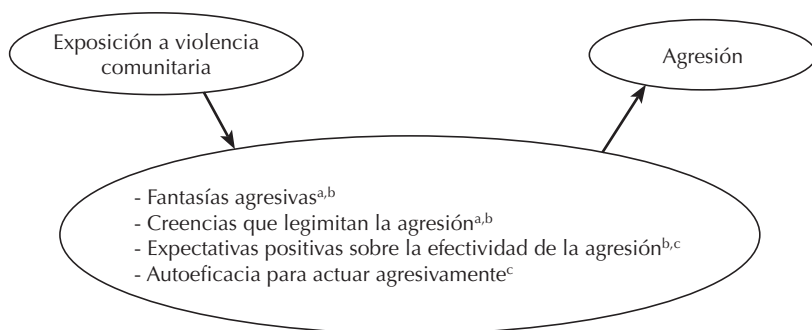 Exposición a violencia
comunitaria
Agresión
- Fantasías agresivasᵃ,ᵇ
- Creencias que legimitan la agresiónᵃ,ᵇ
- Expectativas positivas sobre la efectividad de la agresiónᵇ,ᶜ
- Autoeficacia para actuar agresivamenteᶜ